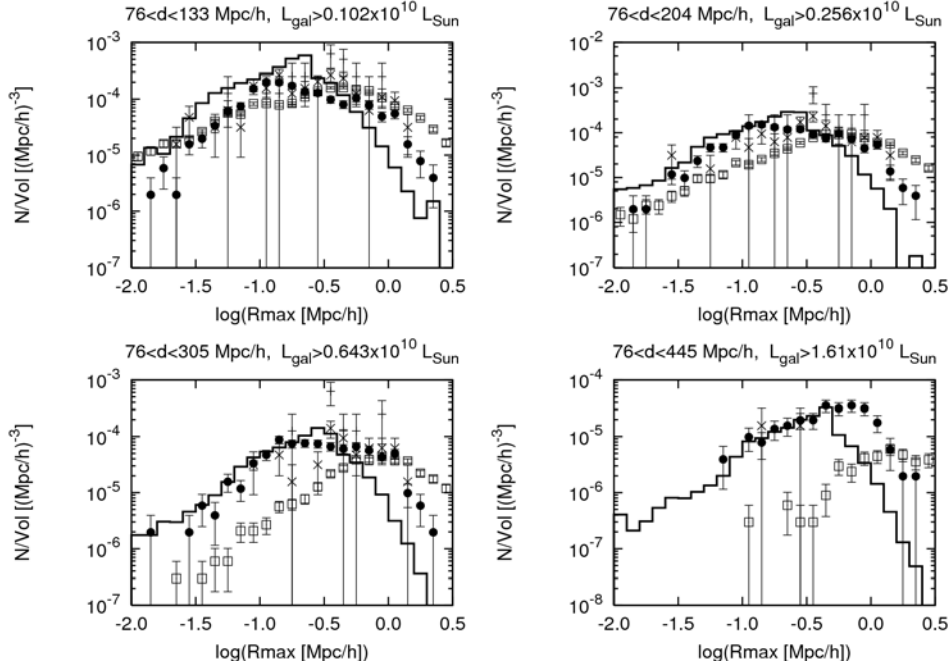 76<d<133 Mpc/h, L_gal>0.102x10^10 L_Sun
N/Vol [(Mpc/h)^-3]
10^-3
10^-4
10^-5
10^-6
10^-7
-2.0 -1.5 -1.0 -0.5 0.0 0.5
log(Rmax [Mpc/h])
76<d<204 Mpc/h, L_gal>0.256x10^10 L_Sun
N/Vol [(Mpc/h)^-3]
10^-2
10^-3
10^-4
10^-5
10^-6
10^-7
-2.0 -1.5 -1.0 -0.5 0.0 0.5
log(Rmax [Mpc/h])
76<d<305 Mpc/h, L_gal>0.643x10^10 L_Sun
N/Vol [(Mpc/h)^-3]
10^-3
10^-4
10^-5
10^-6
10^-7
-2.0 -1.5 -1.0 -0.5 0.0 0.5
log(Rmax [Mpc/h])
76<d<445 Mpc/h, L_gal>1.61x10^10 L_Sun
N/Vol [(Mpc/h)^-3]
10^-4
10^-5
10^-6
10^-7
10^-8
-2.0 -1.5 -1.0 -0.5 0.0 0.5
log(Rmax [Mpc/h])